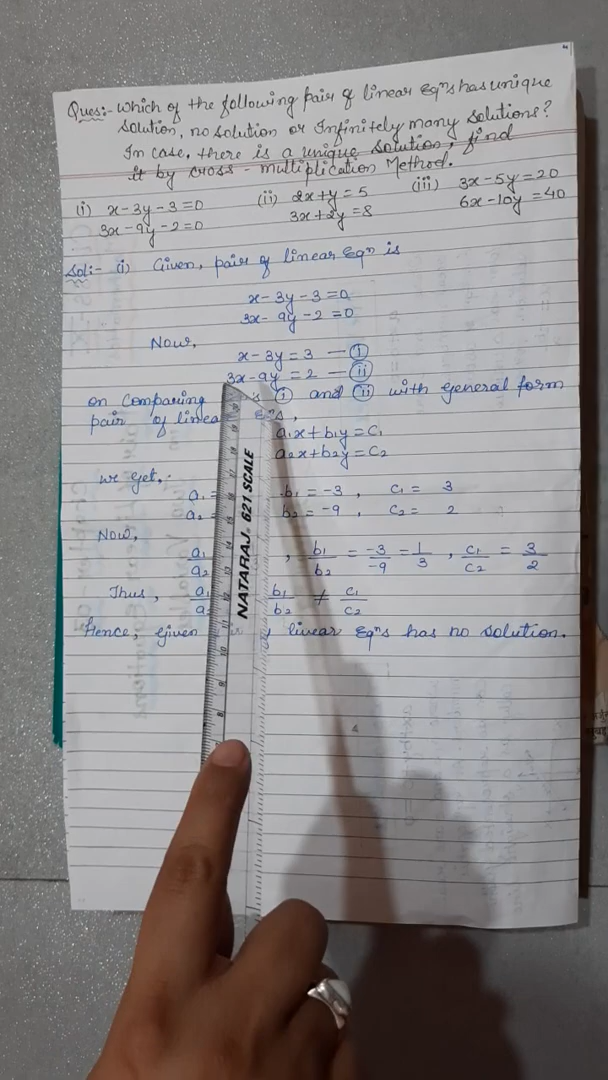 Ques:- Which of the following pair of linear Eqns has unique
solution, no solution or Infinitely many solutions?
In case, there is a unique solution, find
it by cross-multiplication Method.
(i) x-3y-3=0 (ii) 2x+y=5 (iii) 3x-5y=20
3x-9y-2=0 3x+2y=8 6x-10y=40
Sol:- (i) Given, pair of linear Eqn is
x-3y-3=0
3x-9y-2=0
Now,
x-3y=3 —(i)
3x-9y=2 —(ii)
on comparing (i) and (ii) with general form
pair of linear Eqns,
a1x+b1y=c1
a2x+b2y=c2
we get,
a1= b1=-3, c1= 3
a2= b2=-9, c2= 2
Now,
a1/a2 , b1/b2 = -3/-9 = 1/3, c1/c2 = 3/2
Thus, a1/a2 b1/b2 ≠ c1/c2
Hence, given linear Eqns has no solution.
NATARAJ® 621 SCALE